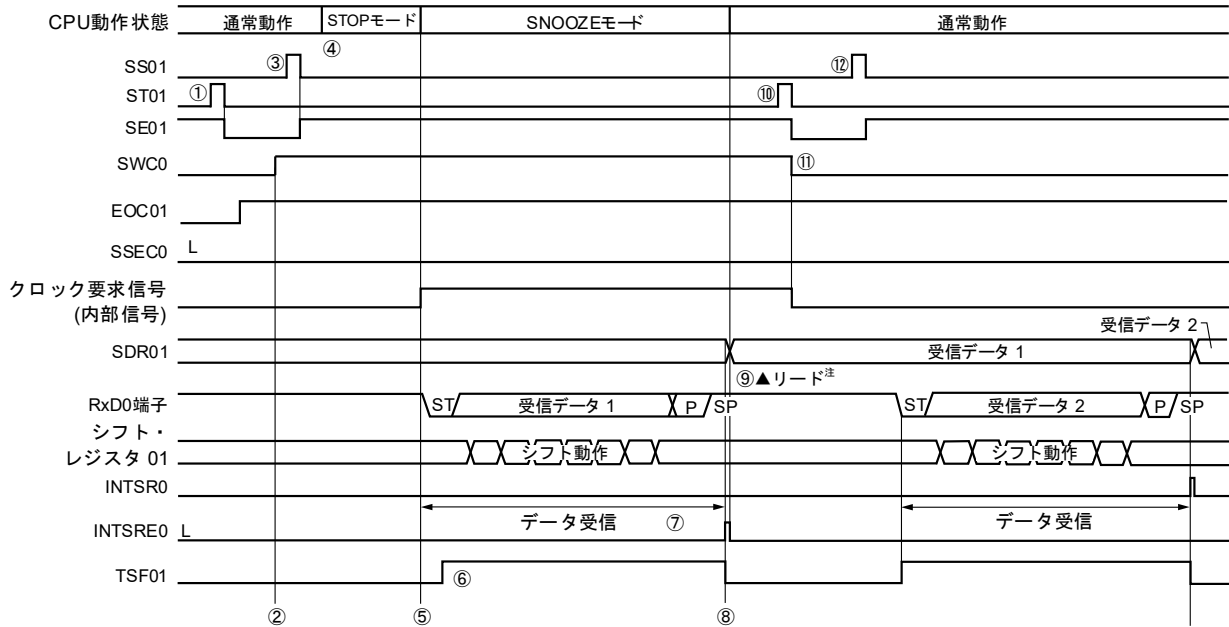 CPU動作状態 通常動作 STOPモード SNOOZEモード 通常動作
④
SS01 ③ ⑫
ST01 ① ⑩
SE01
SWC0 ⑪
EOC01
SSEC0 L
クロック要求信号
(内部信号)
受信データ 2
SDR01 受信データ 1
⑨▲リード注
RxD0端子 ST 受信データ 1 P SP ST 受信データ 2 P SP
シフト・
レジスタ 01 シフト動作 シフト動作
INTSR0
データ受信 ⑦ データ受信
INTSRE0 L
TSF01 ⑥
② ⑤ ⑧